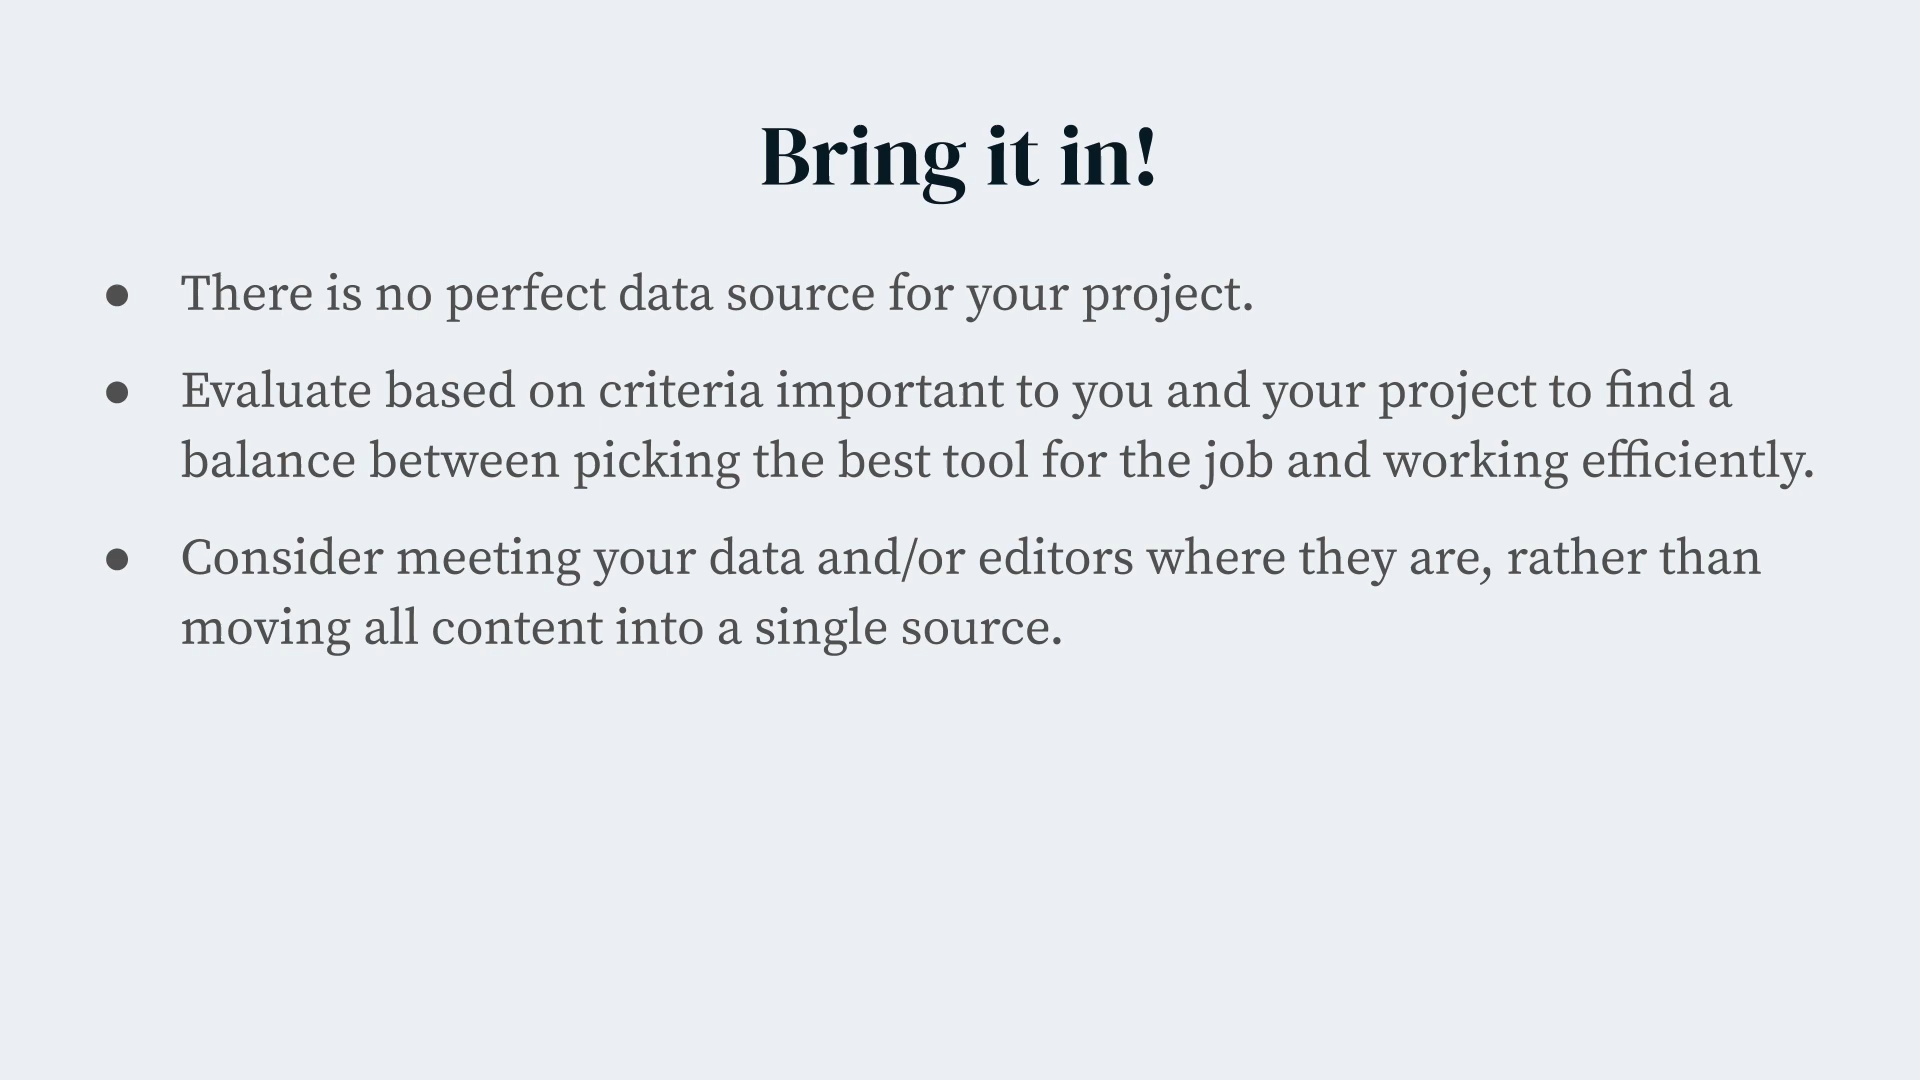 Bring it in!
● There is no perfect data source for your project.
● Evaluate based on criteria important to you and your project to find a
balance between picking the best tool for the job and working efficiently.
● Consider meeting your data and/or editors where they are, rather than
moving all content into a single source.